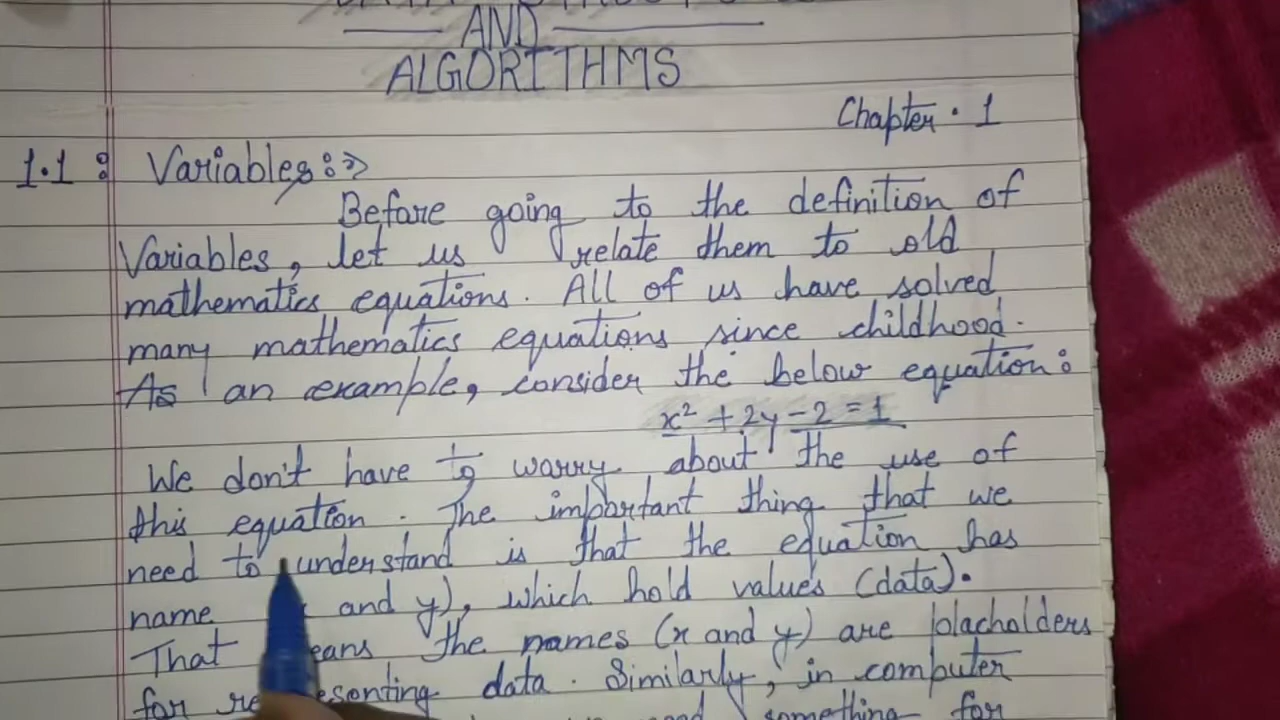 AND
ALGORITHMS
Chapter · 1
1.1 : Variables:⇒
Before going to the definition of
Variables, let us relate them to old
mathematics equations. All of us have solved
many mathematics equations since childhood.
As an example, consider the below equation:
x² + 2y - 2 = 1
We don't have to worry about the use of
this equation. The important thing that we
need to understand is that the equation has
name and y), which hold values (data).
That the names (x and y) are placholders
for data. Similarly, in computer
something for